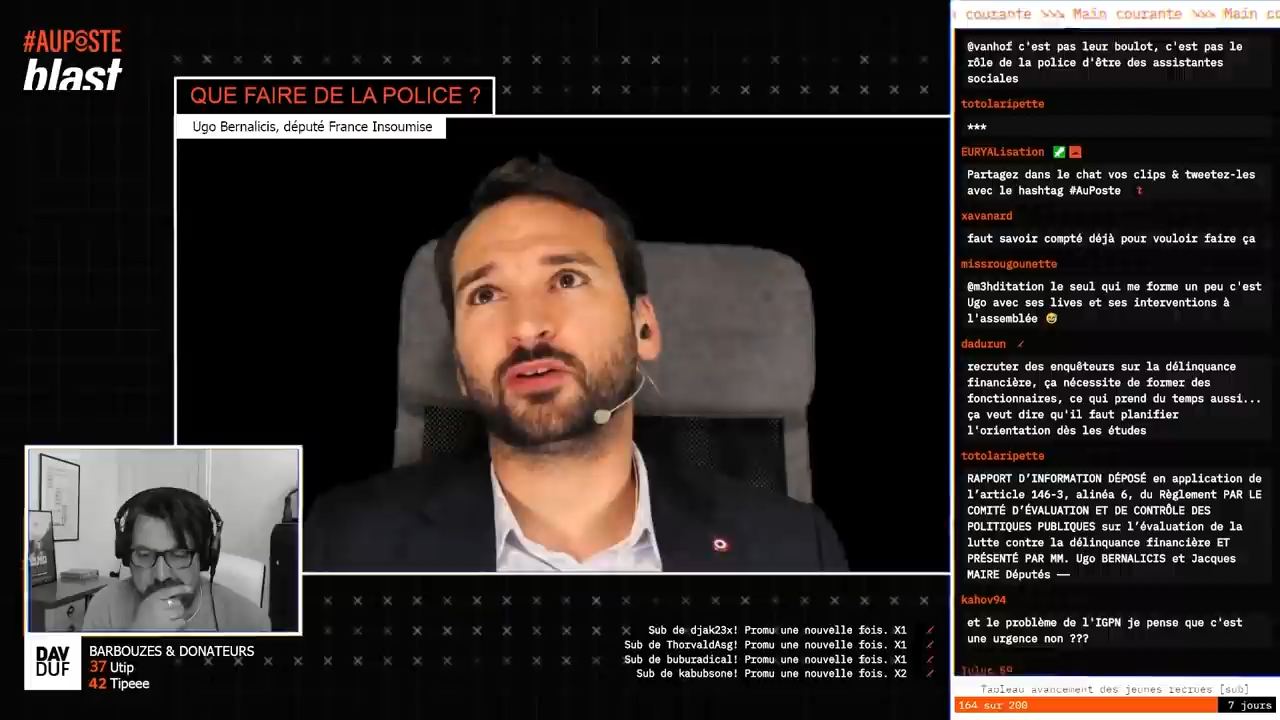 courante >>> Main courante >>> Main co
#AUPOSTE
blast
QUE FAIRE DE LA POLICE ?
Ugo Bernalicis, député France Insoumise
@vanhof c'est pas leur boulot, c'est pas le
rôle de la police d'être des assistantes
sociales
totolaripette
***
EURYALisation
Partagez dans le chat vos clips & tweetez-les
avec le hashtag #AuPoste
xavanard
faut savoir compté déjà pour vouloir faire ça
missrougounette
@m3hditation le seul qui me forme un peu c'est
Ugo avec ses lives et ses interventions à
l'assemblée 😅
dadurun
recruter des enquêteurs sur la délinquance
financière, ça nécessite de former des
fonctionnaires, ce qui prend du temps aussi...
ça veut dire qu'il faut planifier
l'orientation dès les études
totolaripette
RAPPORT D'INFORMATION DÉPOSÉ en application de
l'article 146-3, alinéa 6, du Règlement PAR LE
COMITÉ D'ÉVALUATION ET DE CONTRÔLE DES
POLITIQUES PUBLIQUES sur l'évaluation de la
lutte contre la délinquance financière ET
PRÉSENTÉ PAR MM. Ugo BERNALICIS et Jacques
MAIRE Députés —
kahov94
et le problème de l'IGPN je pense que c'est
une urgence non ???
Tableau avancement des jeunes recrues [sub]
164 sur 200
7 jours
Sub de djak23x! Promu une nouvelle fois. X1
Sub de ThorvaldAsg! Promu une nouvelle fois. X1
Sub de buburadical! Promu une nouvelle fois. X1
Sub de kabubsone! Promu une nouvelle fois. X2
DAV
DUF
BARBOUZES & DONATEURS
37 Utip
42 Tipeee